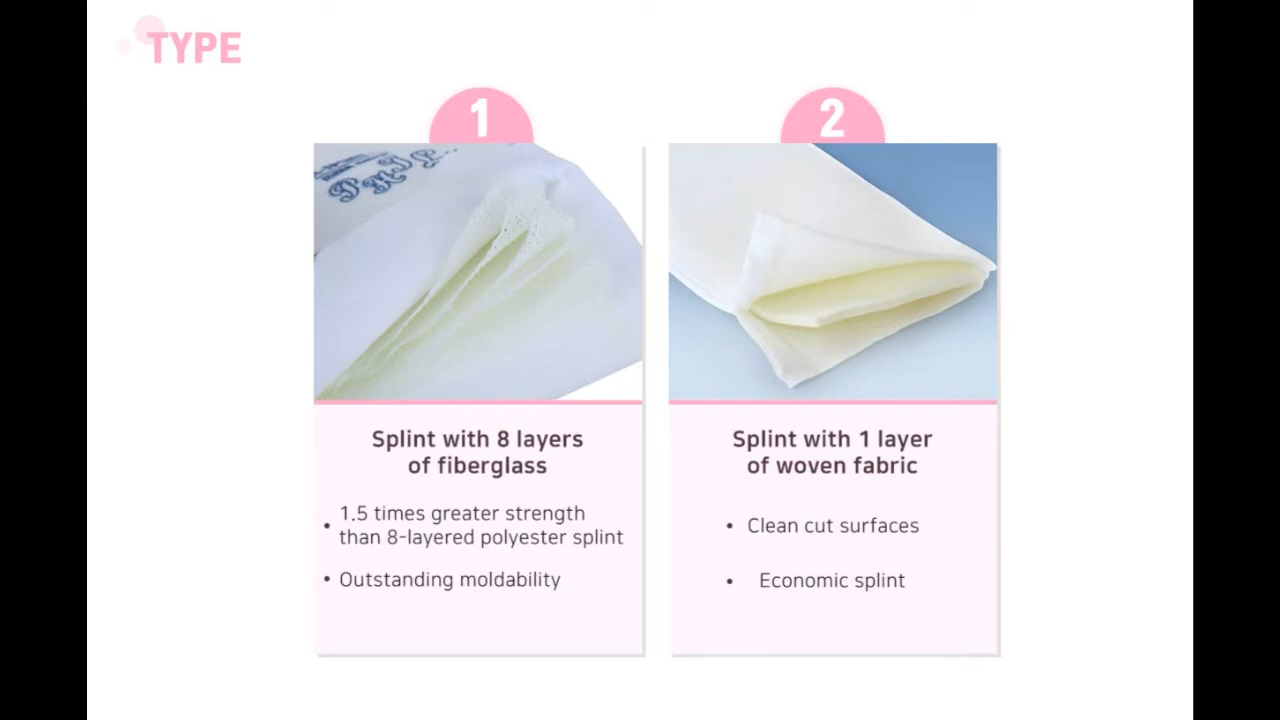 TYPE
1
Splint with 8 layers
of fiberglass
• 1.5 times greater strength
than 8-layered polyester splint
• Outstanding moldability
2
Splint with 1 layer
of woven fabric
• Clean cut surfaces
• Economic splint